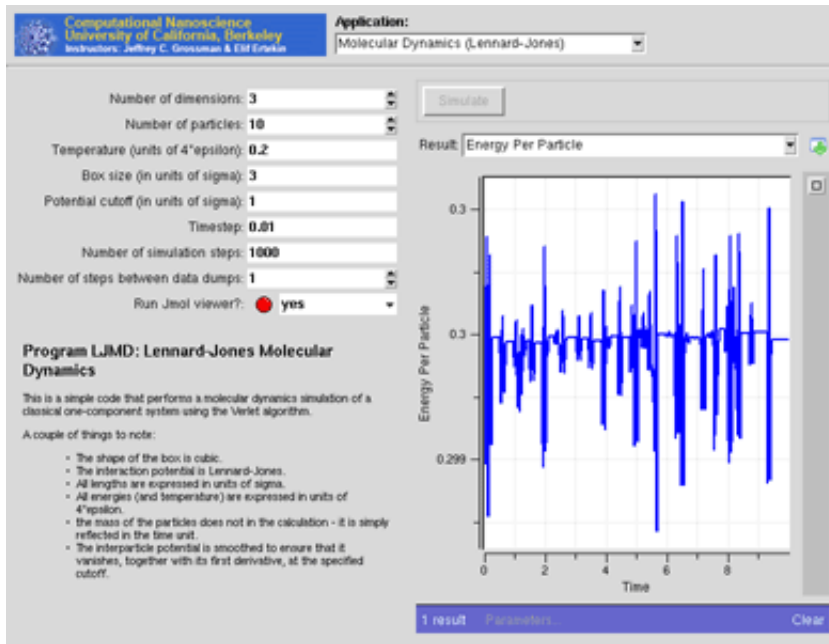 Computational Nanoscience
University of California, Berkeley
Instructors: Jeffrey C. Grossman & Elif Ertekin
Application:
Molecular Dynamics (Lennard-Jones)
Number of dimensions: 3
Number of particles: 10
Temperature (units of 4*epsilon): 0.2
Box size (in units of sigma): 3
Potential cutoff (in units of sigma): 1
Timestep: 0.01
Number of simulation steps: 1000
Number of steps between data dumps: 1
Run Jmol viewer?: yes
Program LJMD: Lennard-Jones Molecular
Dynamics
This is a simple code that performs a molecular dynamics simulation of a
classical one-component system using the Verlet algorithm.
A couple of things to note:
The shape of the box is cubic.
The interaction potential is Lennard-Jones.
All lengths are expressed in units of sigma.
All energies (and temperature) are expressed in units of
4*epsilon.
the mass of the particles does not in the calculation - it is simply
reflected in the time unit.
The interparticle potential is smoothed to ensure that it
vanishes, together with its first derivative, at the specified
cutoff.
Simulate
Result: Energy Per Particle
0.3
0.3
0.299
Energy Per Particle
0 2 4 6 8
Time
1 result Parameters... Clear